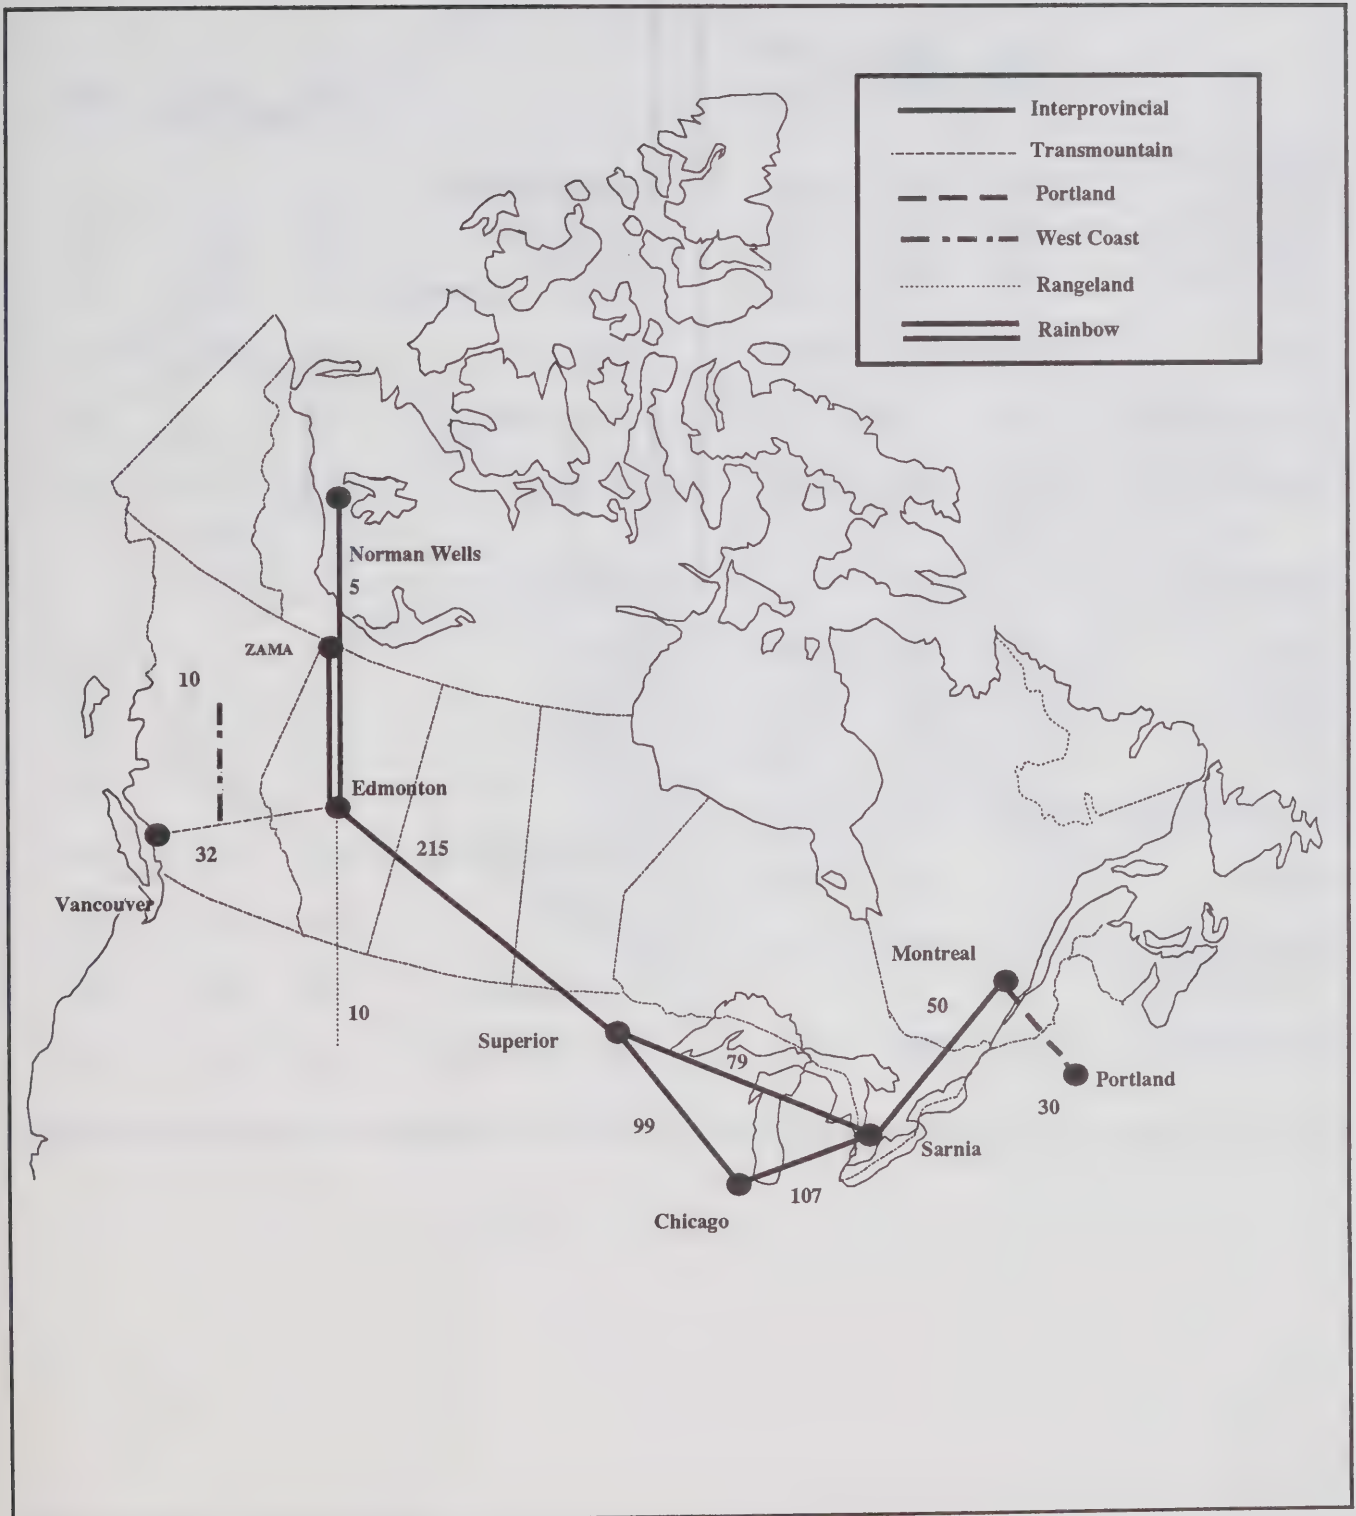 Interprovincial
Transmountain
Portland
West Coast
Rangeland
Rainbow
Norman Wells
5
ZAMA
10
Edmonton
32
215
Vancouver
10
Montreal
50
Superior
79
Portland
30
99
Sarnia
107
Chicago